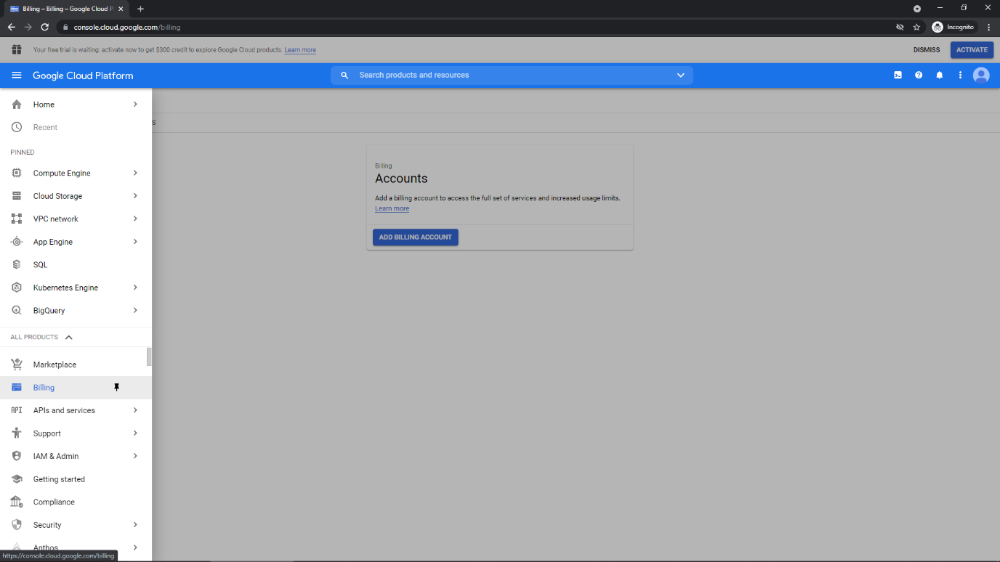 Billing – Billing – Google Cloud P
console.cloud.google.com/billing
Incognito
Your free trial is waiting: activate now to get $300 credit to explore Google Cloud products. Learn more
DISMISS
ACTIVATE
Google Cloud Platform
Search products and resources
Home
Recent
s
PINNED
Compute Engine
Cloud Storage
VPC network
App Engine
SQL
Kubernetes Engine
BigQuery
ALL PRODUCTS
Marketplace
Billing
API APIs and services
Support
IAM & Admin
Getting started
Compliance
Security
Anthos
https://console.cloud.google.com/billing
Billing
Accounts
Add a billing account to access the full set of services and increased usage limits.
Learn more
ADD BILLING ACCOUNT